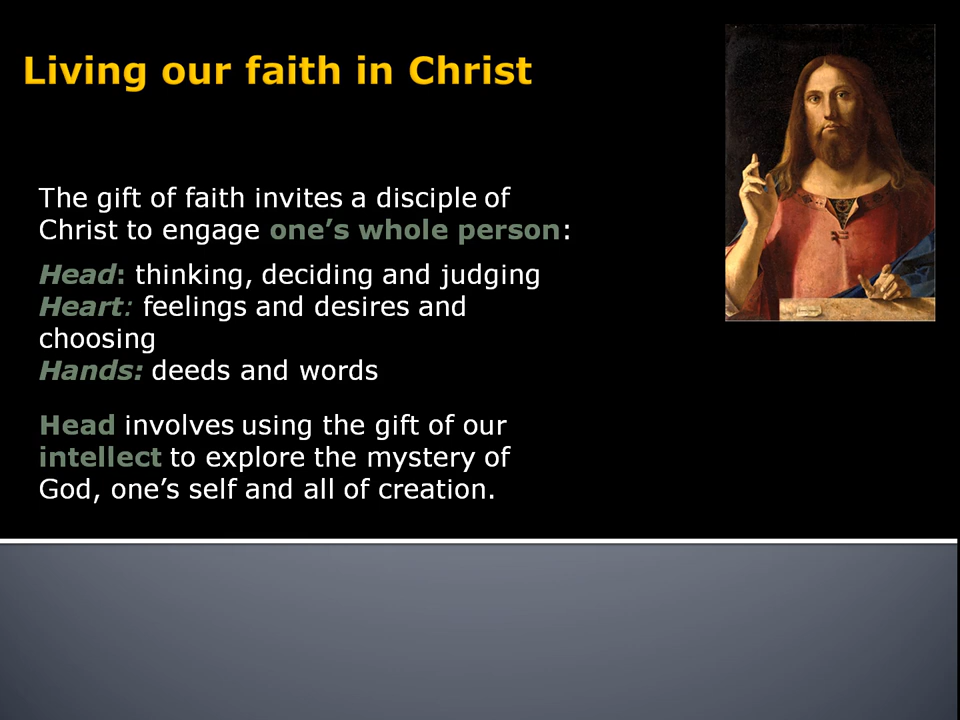 Living our faith in Christ
The gift of faith invites a disciple of
Christ to engage one’s whole person:
Head: thinking, deciding and judging
Heart: feelings and desires and
choosing
Hands: deeds and words
Head involves using the gift of our
intellect to explore the mystery of
God, one’s self and all of creation.